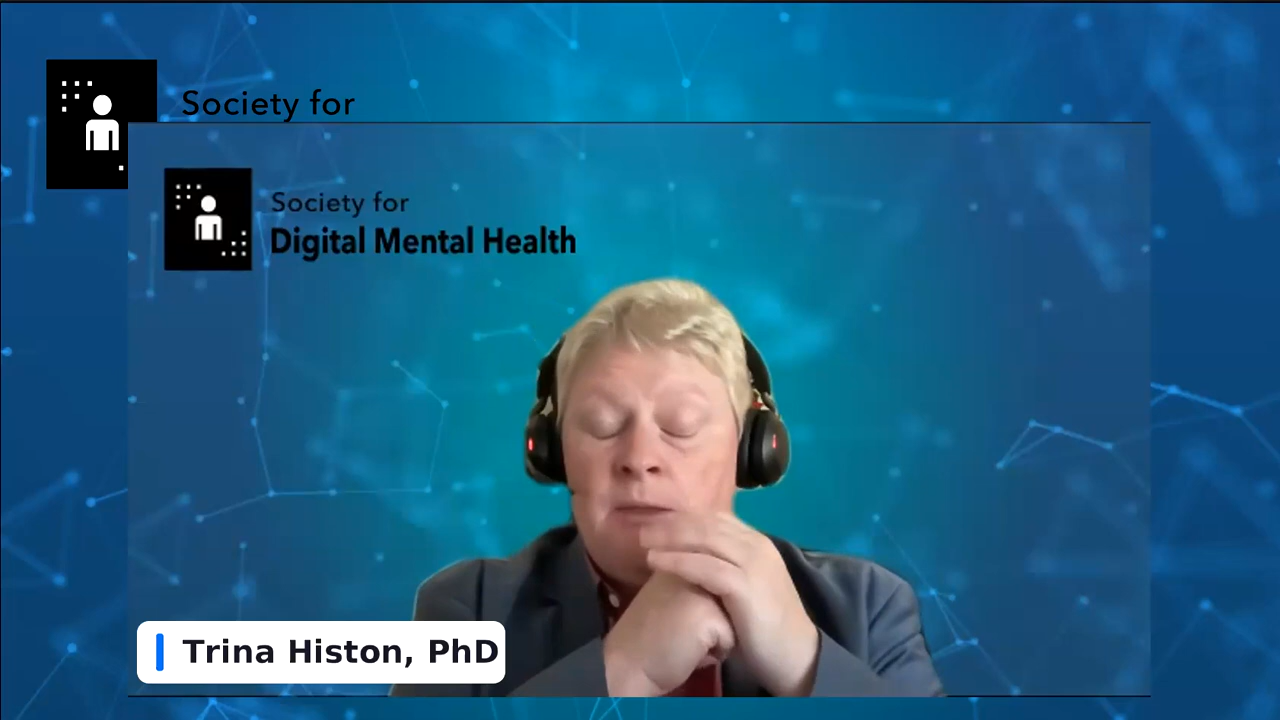 Society for
Society for
Digital Mental Health
Trina Histon, PhD